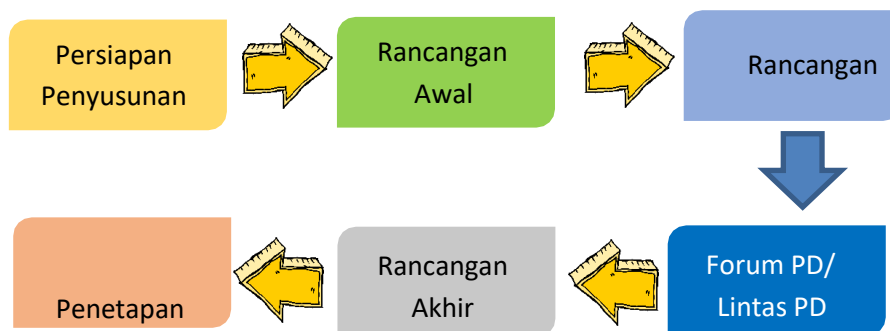 Persiapan
Penyusunan
Rancangan
Awal
Rancangan
Forum PD/
Lintas PD
Rancangan
Akhir
Penetapan